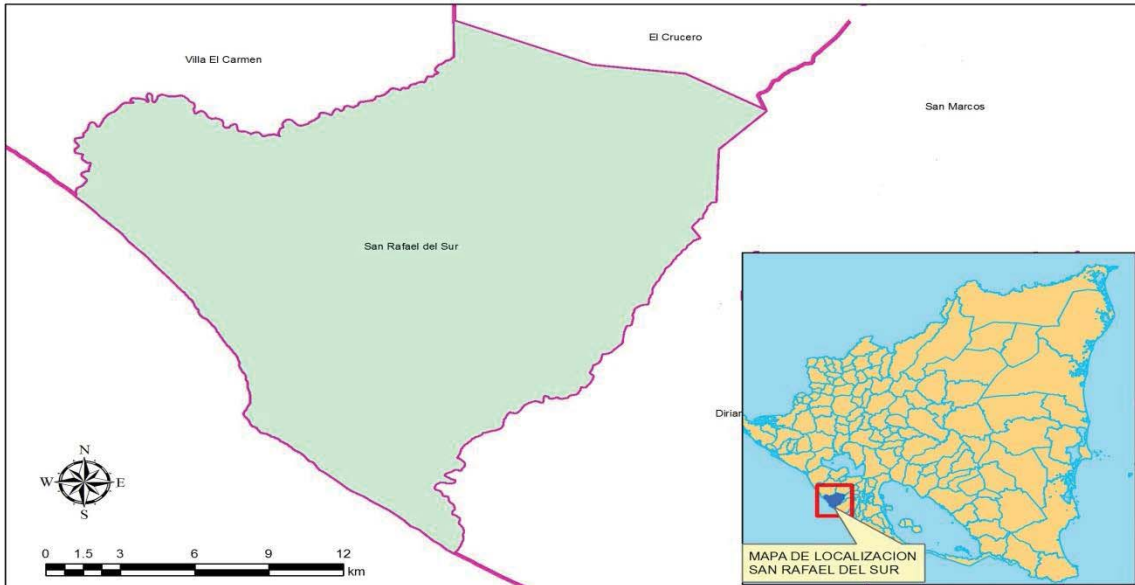 El Crucero
Villa El Carmen
San Marcos
San Rafael del Sur
Dirian
N
W E
S
0 1.5 3 6 9 12
km
MAPA DE LOCALIZACION
SAN RAFAEL DEL SUR